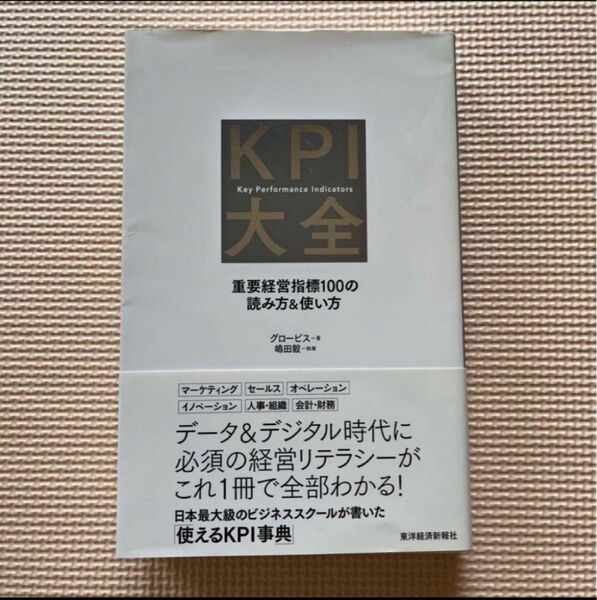 KPI
Key Performance Indicators
大全
重要経営指標100の
読み方&使い方
グロービス—著
嶋田毅—執筆
マーケティング セールス オペレーション
イノベーション 人事・組織 会計・財務
データ&デジタル時代に
必須の経営リテラシーが
これ1冊で全部わかる!
日本最大級のビジネススクールが書いた
「使えるKPI事典」
東洋経済新報社